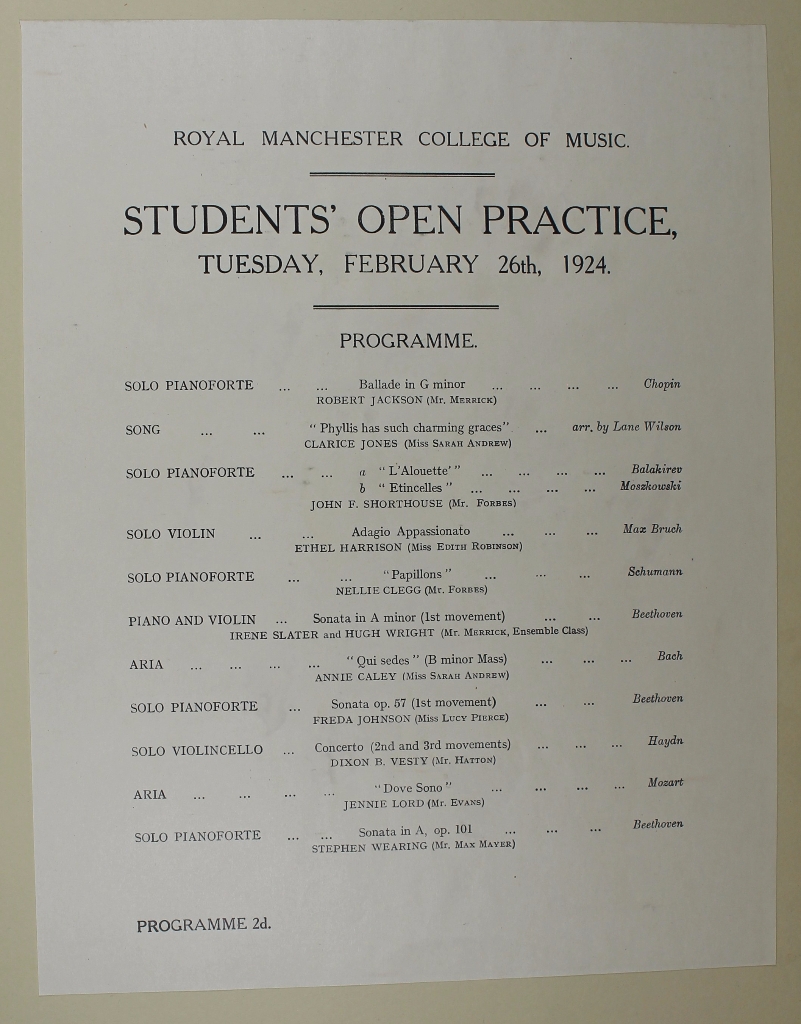 ROYAL MANCHESTER COLLEGE OF MUSIC.
STUDENTS' OPEN PRACTICE,
TUESDAY, FEBRUARY 26th, 1924.
PROGRAMME.
SOLO PIANOFORTE ... ... Ballade in G minor ... ... ... ... Chopin
ROBERT JACKSON (Mr. MERRICK)
SONG ... ... "Phyllis has such charming graces" ... arr. by Lane Wilson
CLARICE JONES (Miss SARAH ANDREW)
SOLO PIANOFORTE ... ... a "L'Alouette'" ... ... ... ... Balakirev
b "Etincelles" ... ... ... ... Moszkowski
JOHN F. SHORTHOUSE (Mr. FORBES)
SOLO VIOLIN ... ... Adagio Appassionato ... ... ... Max Bruch
ETHEL HARRISON (Miss EDITH ROBINSON)
SOLO PIANOFORTE ... ... "Papillons" ... ... ... Schumann
NELLIE CLEGG (Mr. FORBES)
PIANO AND VIOLIN ... Sonata in A minor (1st movement) ... ... Beethoven
IRENE SLATER and HUGH WRIGHT (Mr. MERRICK, Ensemble Class)
ARIA ... ... ... ... "Qui sedes" (B minor Mass) ... ... ... Bach
ANNIE CALEY (Miss SARAH ANDREW)
SOLO PIANOFORTE ... Sonata op. 57 (1st movement) ... ... Beethoven
FREDA JOHNSON (Miss LUCY PIERCE)
SOLO VIOLINCELLO ... Concerto (2nd and 3rd movements) ... ... ... Haydn
DIXON B. VESTY (Mr. HATTON)
ARIA ... ... ... ... "Dove Sono" ... ... ... ... Mozart
JENNIE LORD (Mr. EVANS)
SOLO PIANOFORTE ... ... Sonata in A, op. 101 ... ... ... Beethoven
STEPHEN WEARING (Mr. MAX MAYER)
PROGRAMME 2d.